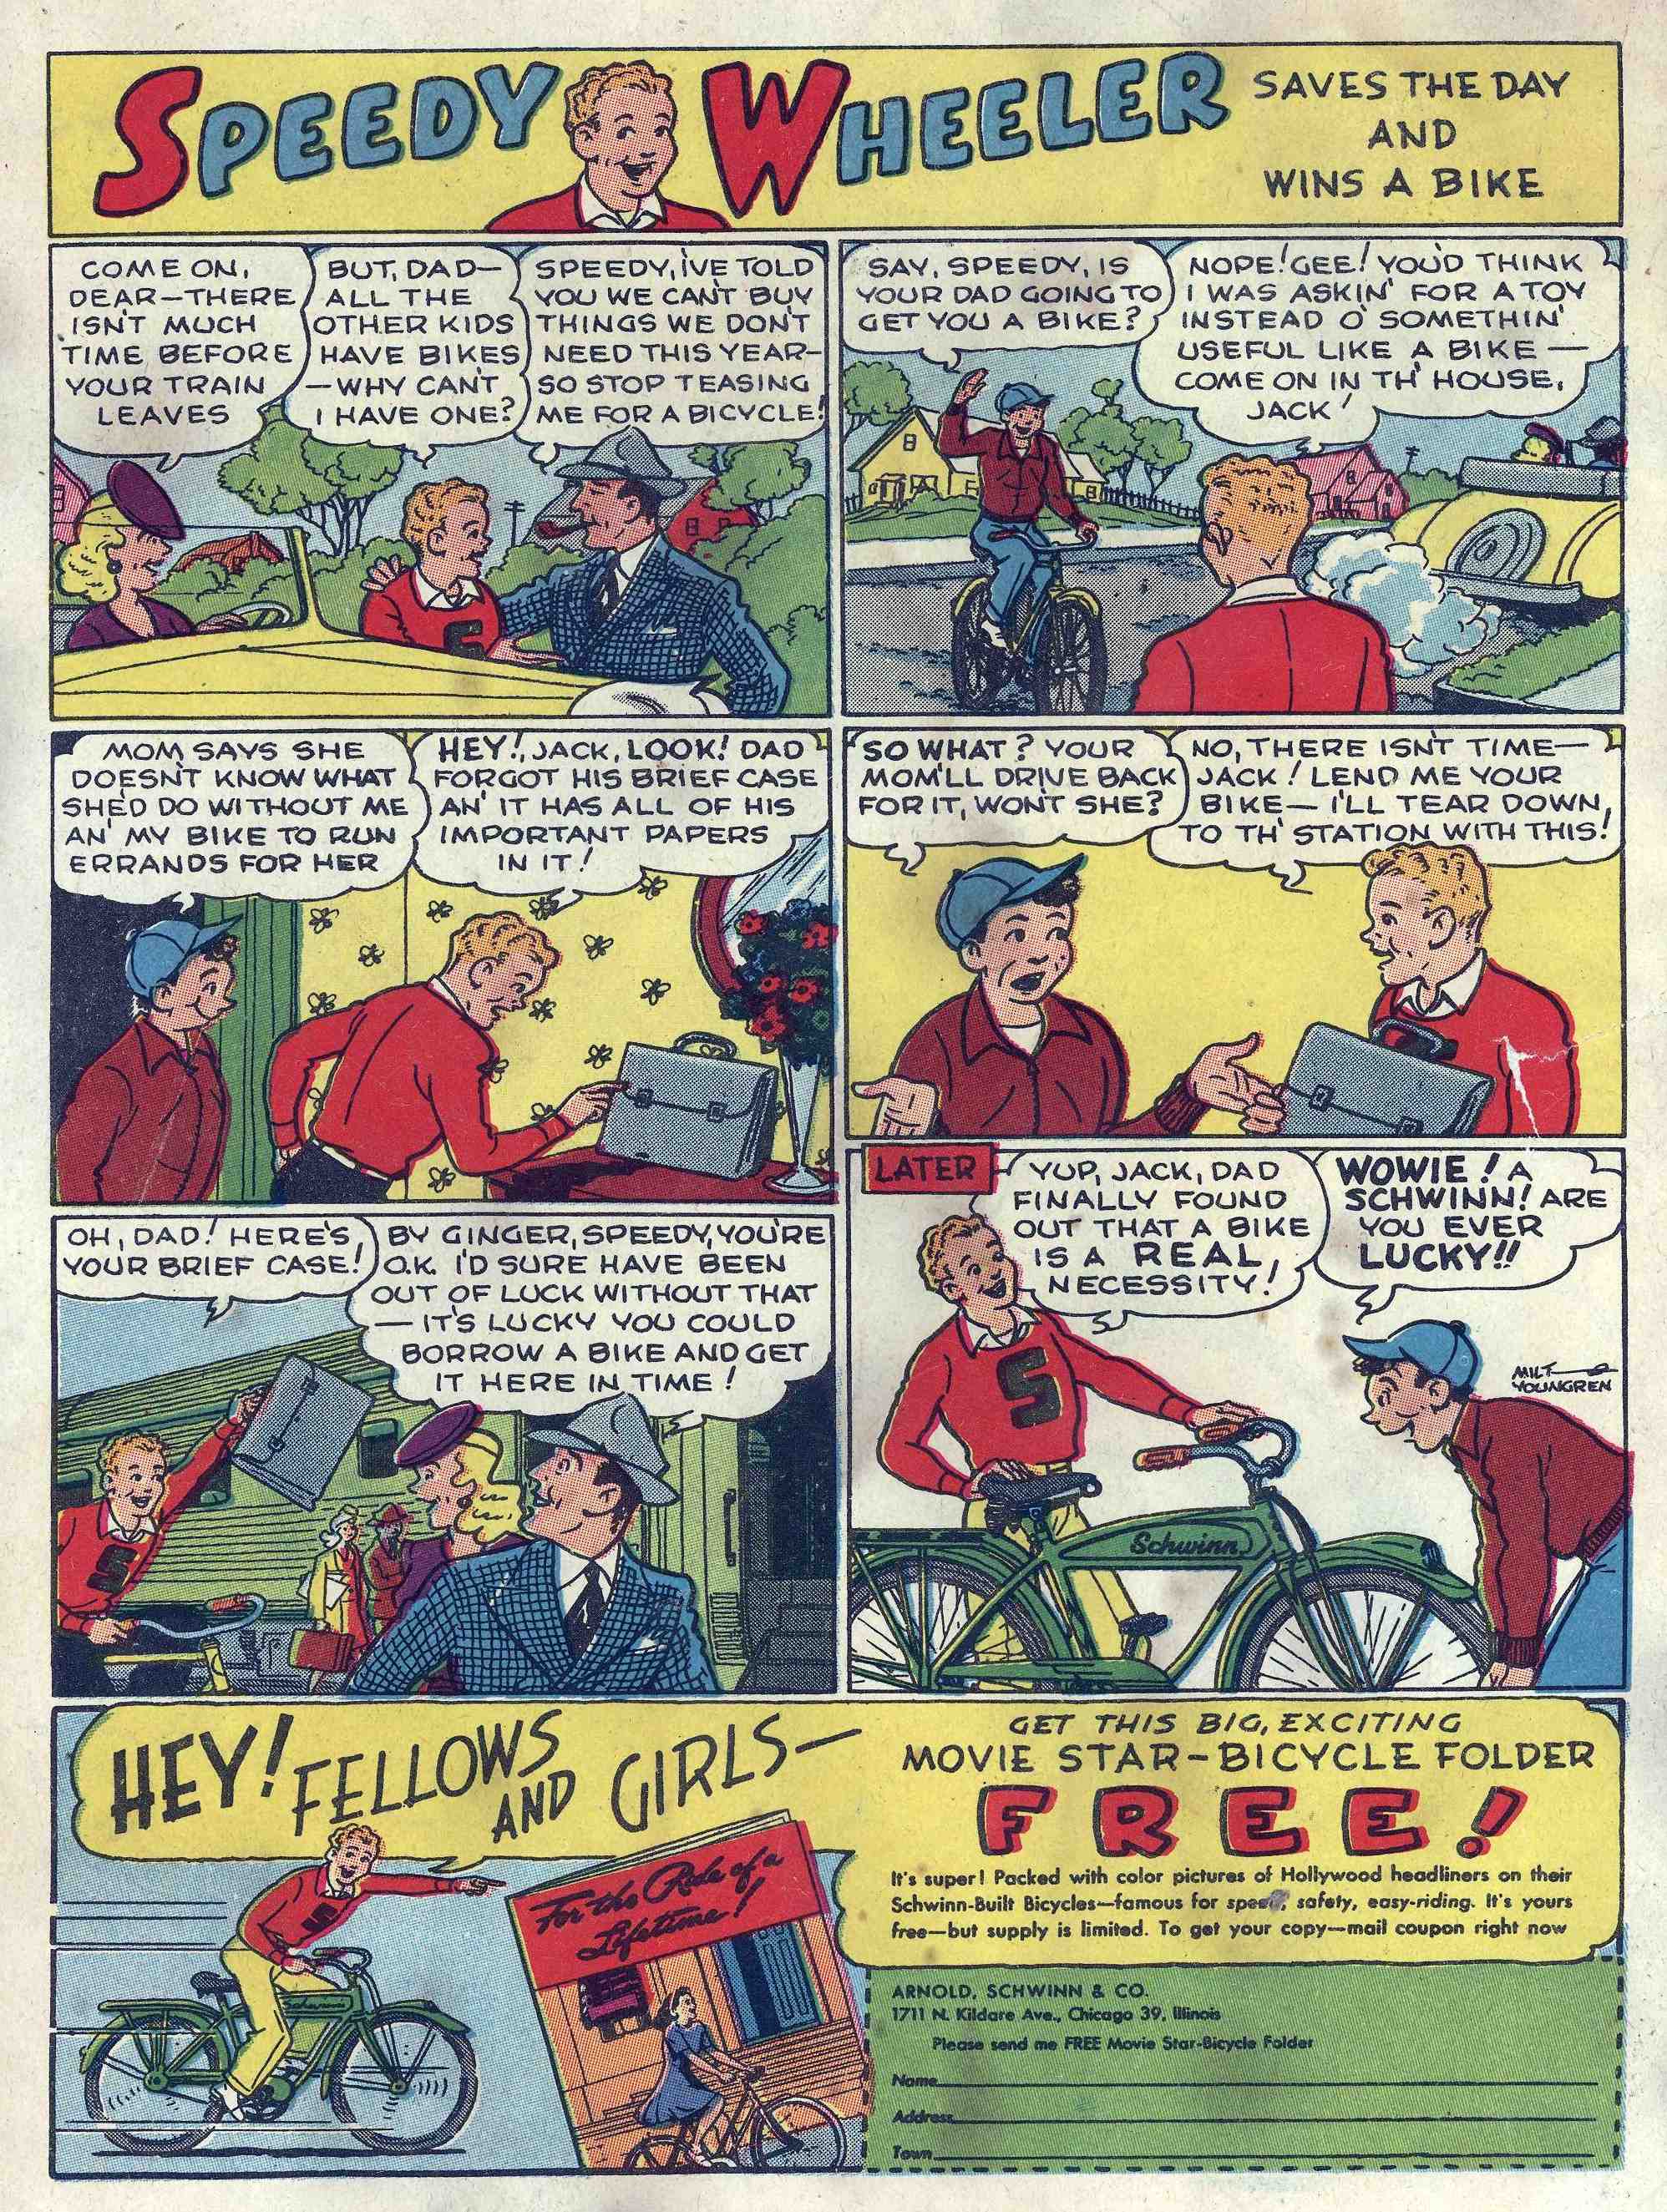 SPEEDY WHEELER
SAVES THE DAY
AND
WINS A BIKE
COME ON,
DEAR—THERE
ISN'T MUCH
TIME BEFORE
YOUR TRAIN
LEAVES
BUT, DAD—
ALL THE
OTHER KIDS
HAVE BIKES
—WHY CAN'T
I HAVE ONE?
SPEEDY, I'VE TOLD
YOU WE CAN'T BUY
THINGS WE DON'T
NEED THIS YEAR—
SO STOP TEASING
ME FOR A BICYCLE!
S
SAY, SPEEDY, IS
YOUR DAD GOING TO
GET YOU A BIKE?
NOPE! GEE! YOU'D THINK
I WAS ASKIN' FOR A TOY
INSTEAD O' SOMETHIN'
USEFUL LIKE A BIKE —
COME ON IN TH' HOUSE,
JACK!
MOM SAYS SHE
DOESN'T KNOW WHAT
SHE'D DO WITHOUT ME
AN' MY BIKE TO RUN
ERRANDS FOR HER
HEY!, JACK, LOOK! DAD
FORGOT HIS BRIEF CASE
AN' IT HAS ALL OF HIS
IMPORTANT PAPERS
IN IT!
SO WHAT? YOUR
MOM'LL DRIVE BACK
FOR IT, WON'T SHE?
NO, THERE ISN'T TIME—
JACK! LEND ME YOUR
BIKE— I'LL TEAR DOWN
TO TH' STATION WITH THIS!
OH, DAD! HERE'S
YOUR BRIEF CASE!
BY GINGER, SPEEDY, YOU'RE
O.K. I'D SURE HAVE BEEN
OUT OF LUCK WITHOUT THAT
— IT'S LUCKY YOU COULD
BORROW A BIKE AND GET
IT HERE IN TIME!
S
LATER
YUP, JACK, DAD
FINALLY FOUND
OUT THAT A BIKE
IS A REAL
NECESSITY!
WOWIE! A
SCHWINN! ARE
YOU EVER
LUCKY!!
S
MILT
YOUNGREN
Schwinn
HEY! FELLOWS
AND GIRLS—
S
Schwinn
For the Ride of a
Lifetime!
GET THIS BIG, EXCITING
MOVIE STAR-BICYCLE FOLDER
FREE!
It's super! Packed with color pictures of Hollywood headliners on their
Schwinn-Built Bicycles—famous for speed, safety, easy-riding. It's yours
free—but supply is limited. To get your copy—mail coupon right now
ARNOLD, SCHWINN & CO.
1711 N. Kildare Ave., Chicago 39, Illinois
Please send me FREE Movie Star-Bicycle Folder
Name
Address
Town